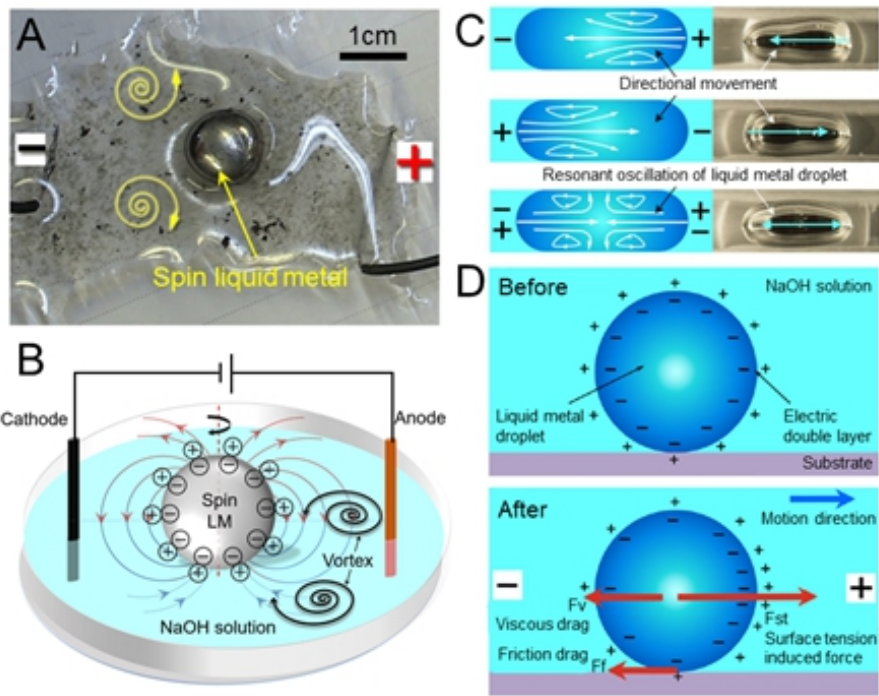 A
1cm
−
+
Spin liquid metal
B
Cathode
Anode
Spin
LM
Vortex
NaOH solution
C
− +
Directional movement
+ −
Resonant oscillation of liquid metal droplet
− +
+ −
D
Before
NaOH solution
Liquid metal
droplet
Electric
double layer
Substrate
After
Motion direction
− +
Fv
Viscous drag
Fst
Surface tension
induced force
Friction drag
Ff